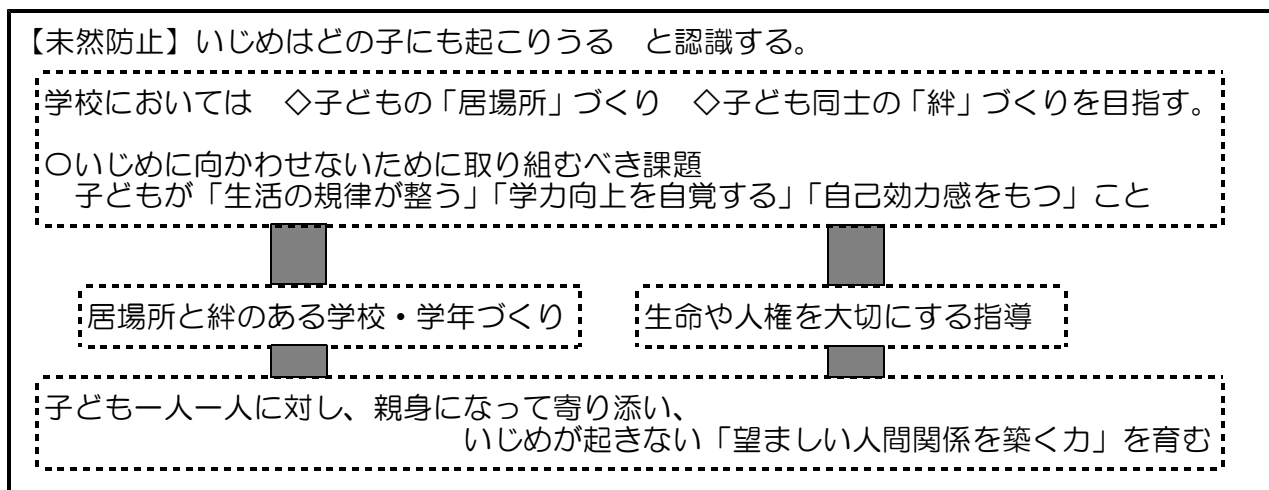 【未然防止】いじめはどの子にも起こりうる　と認識する。
学校においては　◇子どもの「居場所」づくり　◇子ども同士の「絆」づくりを目指す。
〇いじめに向かわせないために取り組むべき課題
子どもが「生活の規律が整う」「学力向上を自覚する」「自己効力感をもつ」こと
居場所と絆のある学校・学年づくり
生命や人権を大切にする指導
子ども一人一人に対し、親身になって寄り添い、
いじめが起きない「望ましい人間関係を築く力」を育む